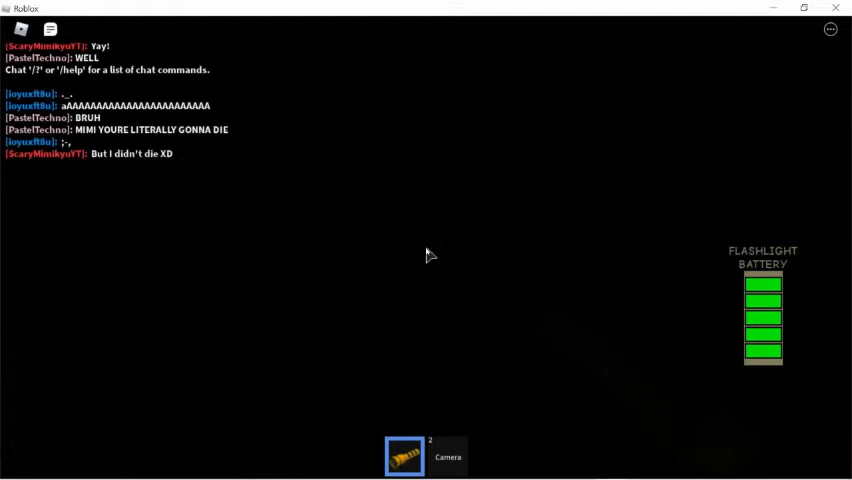 Roblox
[ScaryMimikyuYT]: Yay!
[PastelTechno]: WELL
Chat '/?' or '/help' for a list of chat commands.
[ioyuxft8u]: ._.
[ioyuxft8u]: aAAAAAAAAAAAAAAAAAAAAAAAA
[PastelTechno]: BRUH
[PastelTechno]: MIMI YOURE LITERALLY GONNA DIE
[ioyuxft8u]: ;-,
[ScaryMimikyuYT]: But I didn't die XD
FLASHLIGHT
BATTERY
2
Camera